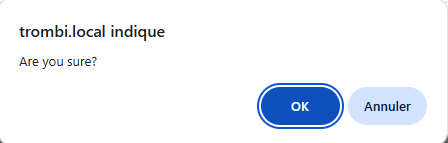 trombi.local indique
Are you sure?
OK
Annuler